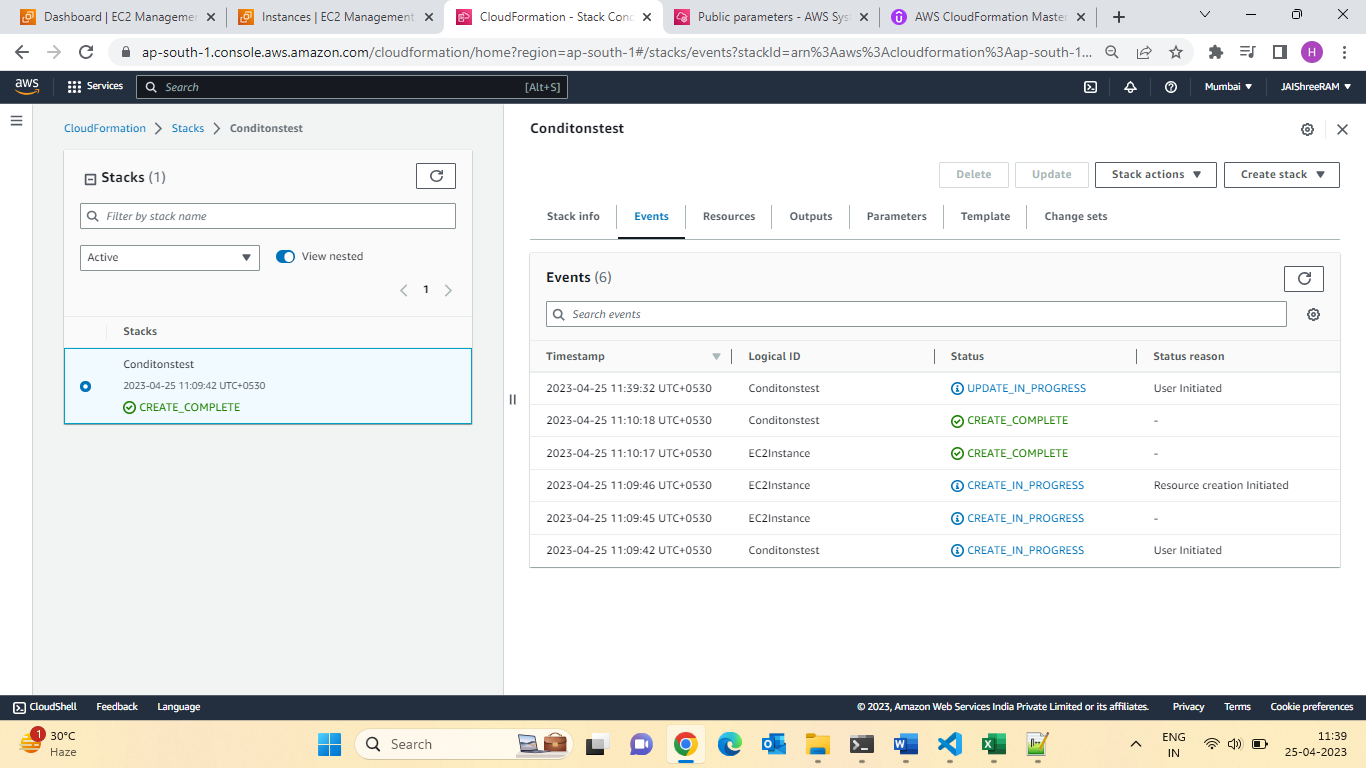 Dashboard | EC2 Managemen
Instances | EC2 Management
CloudFormation - Stack Conc
Public parameters - AWS Sys
AWS CloudFormation Master
ap-south-1.console.aws.amazon.com/cloudformation/home?region=ap-south-1#/stacks/events?stackId=arn%3Aaws%3Acloudformation%3Aap-south-1...
H
aws
Services
Search
[Alt+S]
Mumbai
JAIShreeRAM
CloudFormation
Stacks
Conditonstest
Stacks (1)
Filter by stack name
Active
View nested
1
Stacks
Conditonstest
2023-04-25 11:09:42 UTC+0530
CREATE_COMPLETE
Conditonstest
Delete
Update
Stack actions
Create stack
Stack info
Events
Resources
Outputs
Parameters
Template
Change sets
Events (6)
Search events
Timestamp Logical ID Status Status reason
2023-04-25 11:39:32 UTC+0530 Conditonstest UPDATE_IN_PROGRESS User Initiated
2023-04-25 11:10:18 UTC+0530 Conditonstest CREATE_COMPLETE -
2023-04-25 11:10:17 UTC+0530 EC2Instance CREATE_COMPLETE -
2023-04-25 11:09:46 UTC+0530 EC2Instance CREATE_IN_PROGRESS Resource creation Initiated
2023-04-25 11:09:45 UTC+0530 EC2Instance CREATE_IN_PROGRESS -
2023-04-25 11:09:42 UTC+0530 Conditonstest CREATE_IN_PROGRESS User Initiated
CloudShell
Feedback
Language
© 2023, Amazon Web Services India Private Limited or its affiliates.
Privacy
Terms
Cookie preferences
1
30°C
Haze
Search
ENG
IN
11:39
25-04-2023